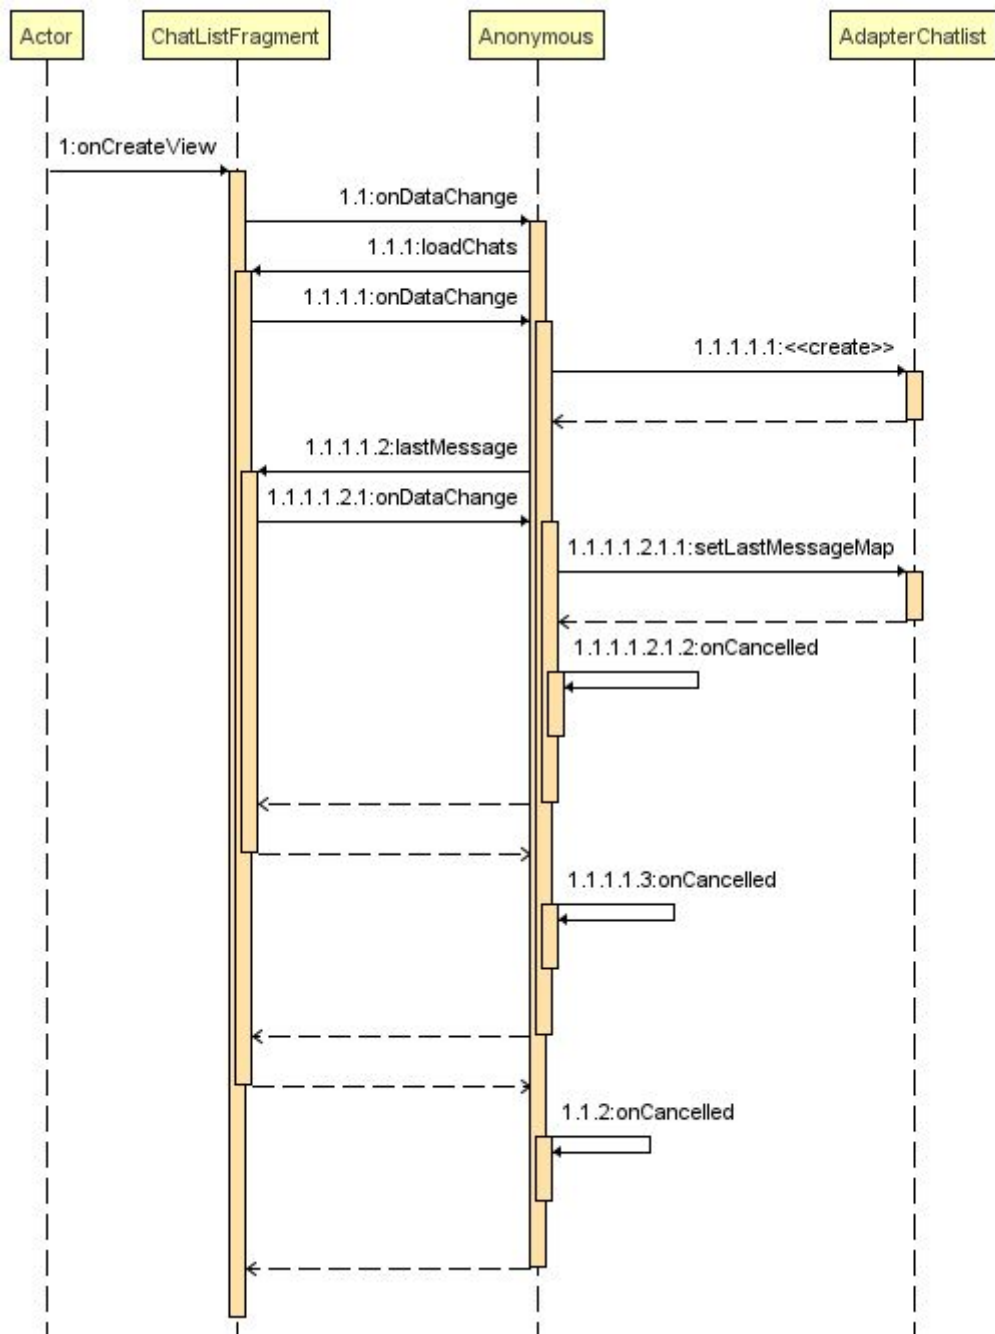 Actor
ChatListFragment
Anonymous
AdapterChatlist
1:onCreateView
1.1:onDataChange
1.1.1:loadChats
1.1.1.1:onDataChange
1.1.1.1.1:<<create>>
1.1.1.1.2:lastMessage
1.1.1.1.2.1:onDataChange
1.1.1.1.2.1.1:setLastMessageMap
1.1.1.1.2.1.2:onCancelled
1.1.1.1.3:onCancelled
1.1.2:onCancelled